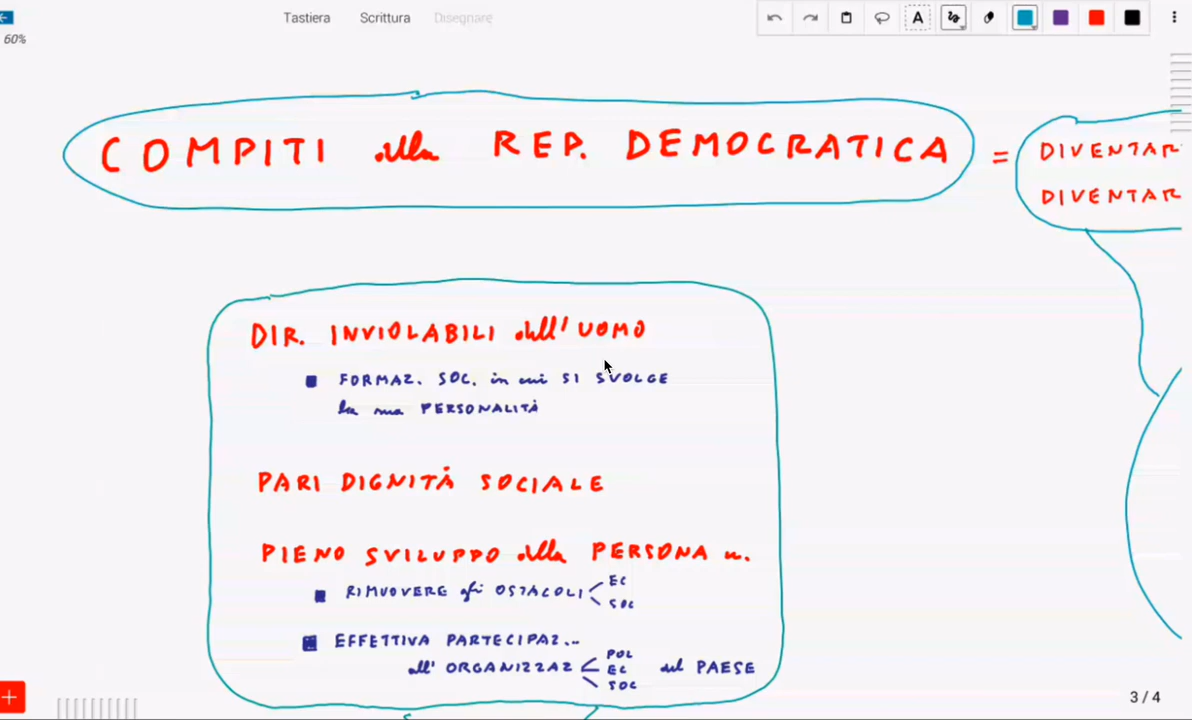 Tastiera Scrittura Disegnare
60%
A
COMPITI della REP. DEMOCRATICA = DIVENTAR
DIVENTAR
DIR. INVIOLABILI dell'UOMO
FORMAZ. SOC. in cui SI SVOLGE
la sua PERSONALITÀ
PARI DIGNITÀ SOCIALE
PIENO SVILUPPO della PERSONA u.
RIMUOVERE gli OSTACOLI EC
SOC
EFFETTIVA PARTECIPAZ...
all' ORGANIZZAZ POL
EC del PAESE
SOC
3 / 4